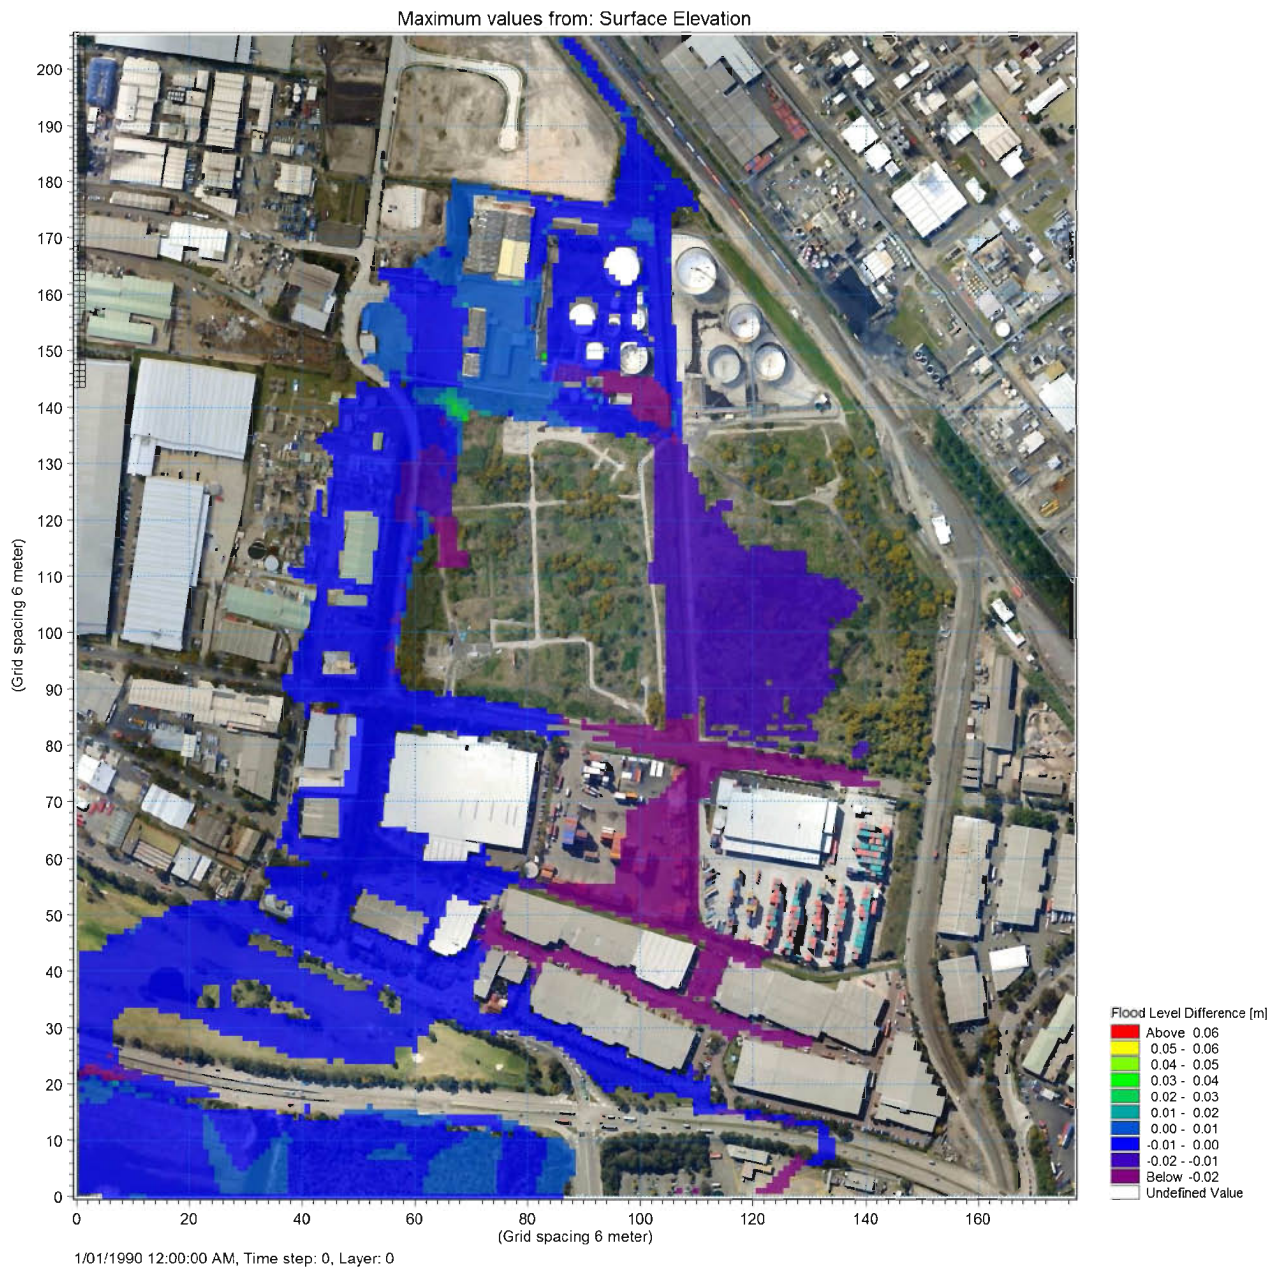 Maximum values from: Surface Elevation
200
190
180
170
160
150
140
130
120
110
100
90
80
70
60
50
40
30
20
10
0
(Grid spacing 6 meter)
0 20 40 60 80 100 120 140 160
(Grid spacing 6 meter)
1/01/1990 12:00:00 AM, Time step: 0, Layer: 0
Flood Level Difference [m]
Above 0.06
0.05 - 0.06
0.04 - 0.05
0.03 - 0.04
0.02 - 0.03
0.01 - 0.02
0.00 - 0.01
-0.01 - 0.00
-0.02 - -0.01
Below -0.02
Undefined Value